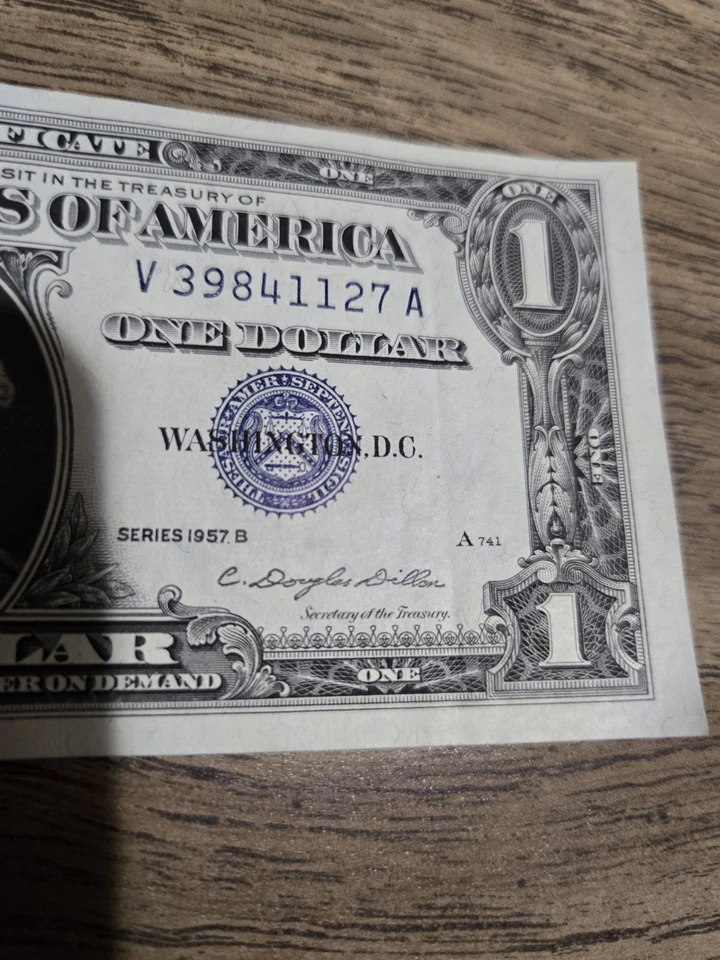 FICATE
ONE
ONE
SIT IN THE TREASURY OF
S OF AMERICA
1
V 39841127 A
ONE DOLLAR
WASHINGTON, D.C.
ONE
SERIES 1957 B
A 741
C. Douglas Dillon
Secretary of the Treasury.
1
LAR
ER ON DEMAND
ONE